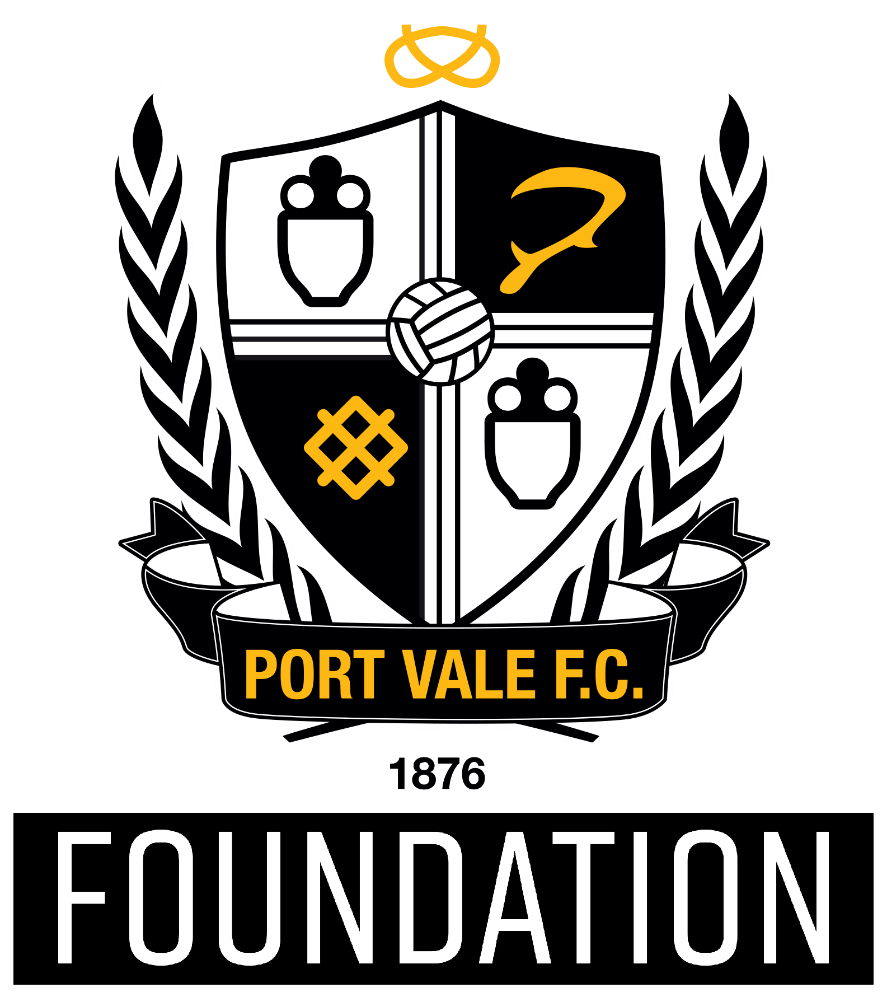 PORT VALE F.C.
1876
FOUNDATION